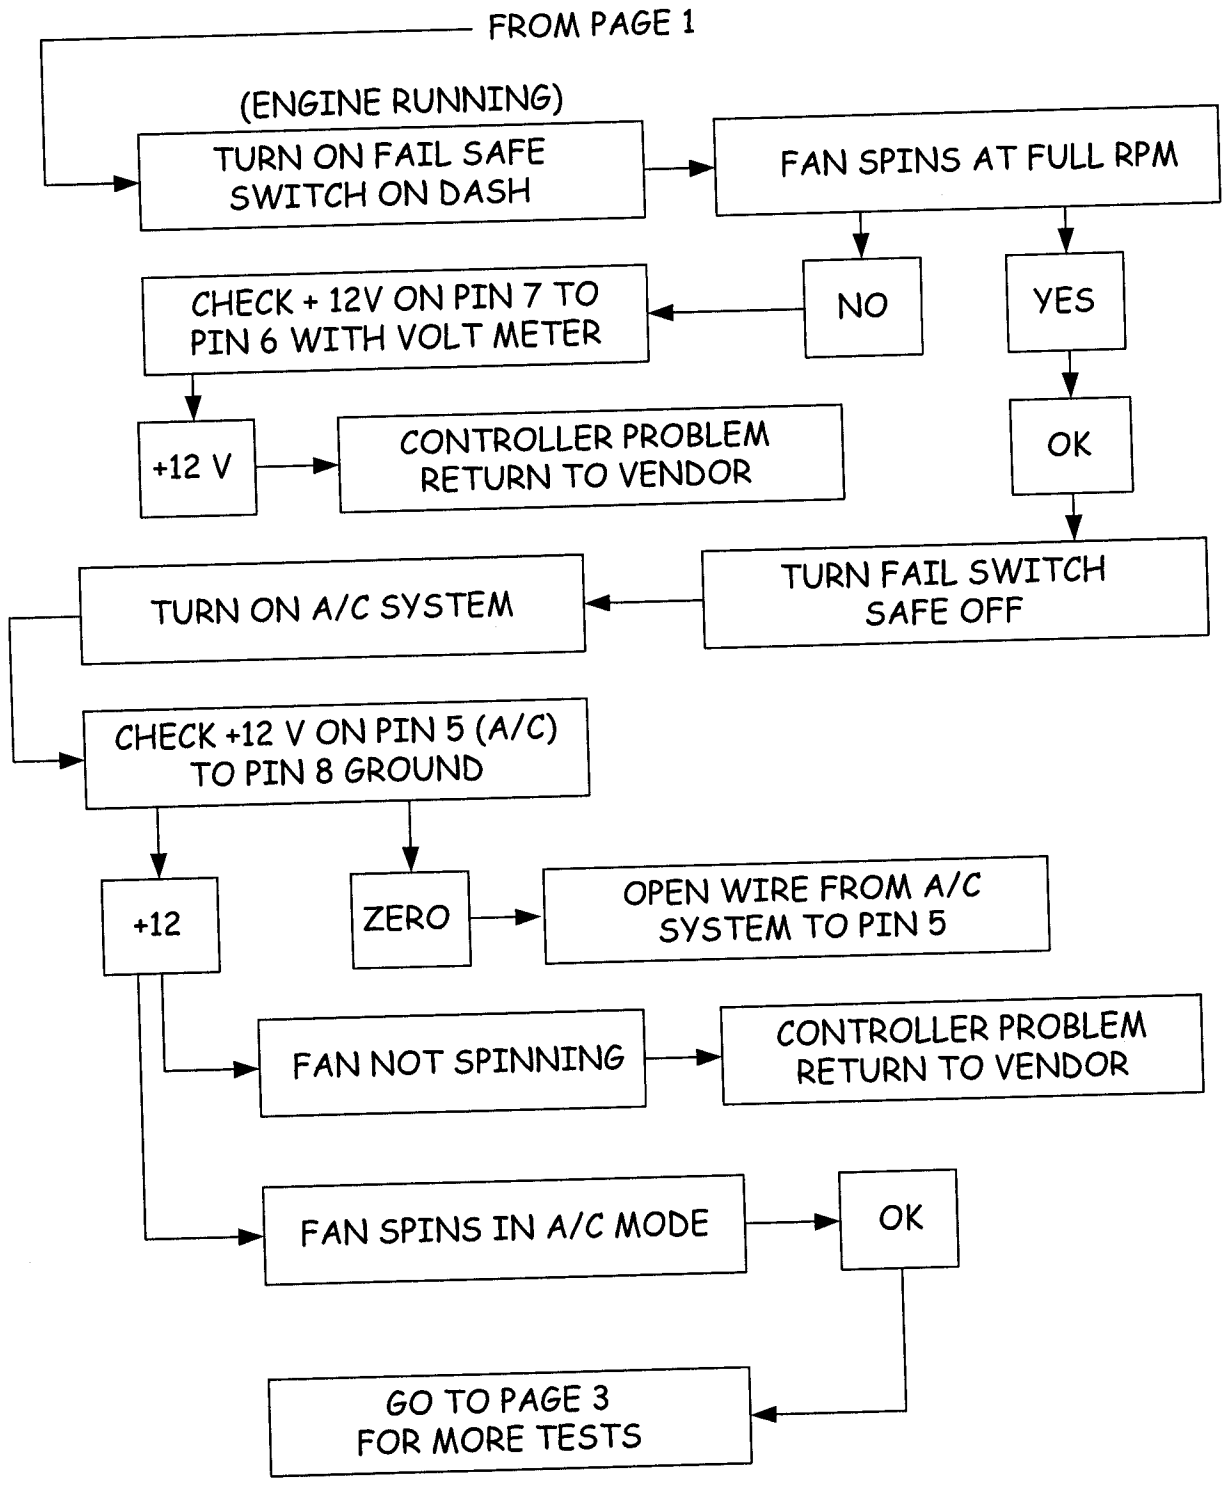 FROM PAGE 1
(ENGINE RUNNING)
TURN ON FAIL SAFE
SWITCH ON DASH
FAN SPINS AT FULL RPM
NO
YES
CHECK + 12V ON PIN 7 TO
PIN 6 WITH VOLT METER
+12 V
CONTROLLER PROBLEM
RETURN TO VENDOR
OK
TURN FAIL SWITCH
SAFE OFF
TURN ON A/C SYSTEM
CHECK +12 V ON PIN 5 (A/C)
TO PIN 8 GROUND
+12
ZERO
OPEN WIRE FROM A/C
SYSTEM TO PIN 5
FAN NOT SPINNING
CONTROLLER PROBLEM
RETURN TO VENDOR
FAN SPINS IN A/C MODE
OK
GO TO PAGE 3
FOR MORE TESTS